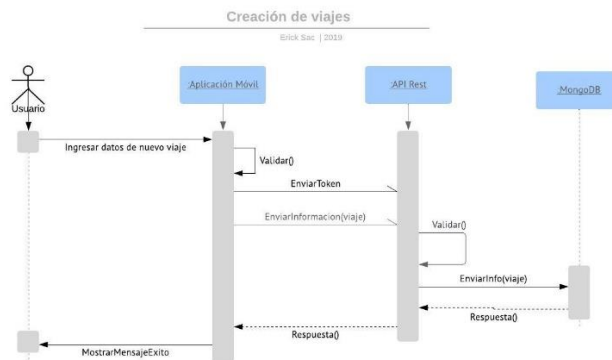 Creación de viajes
Erick Sac | 2019
:Aplicación Móvil
:API Rest
:MongoDB
Usuario
Ingresar datos de nuevo viaje
Validar()
EnviarToken
EnviarInformacion(viaje)
Validar()
EnviarInfo(viaje)
Respuesta()
Respuesta()
MostrarMensajeExito